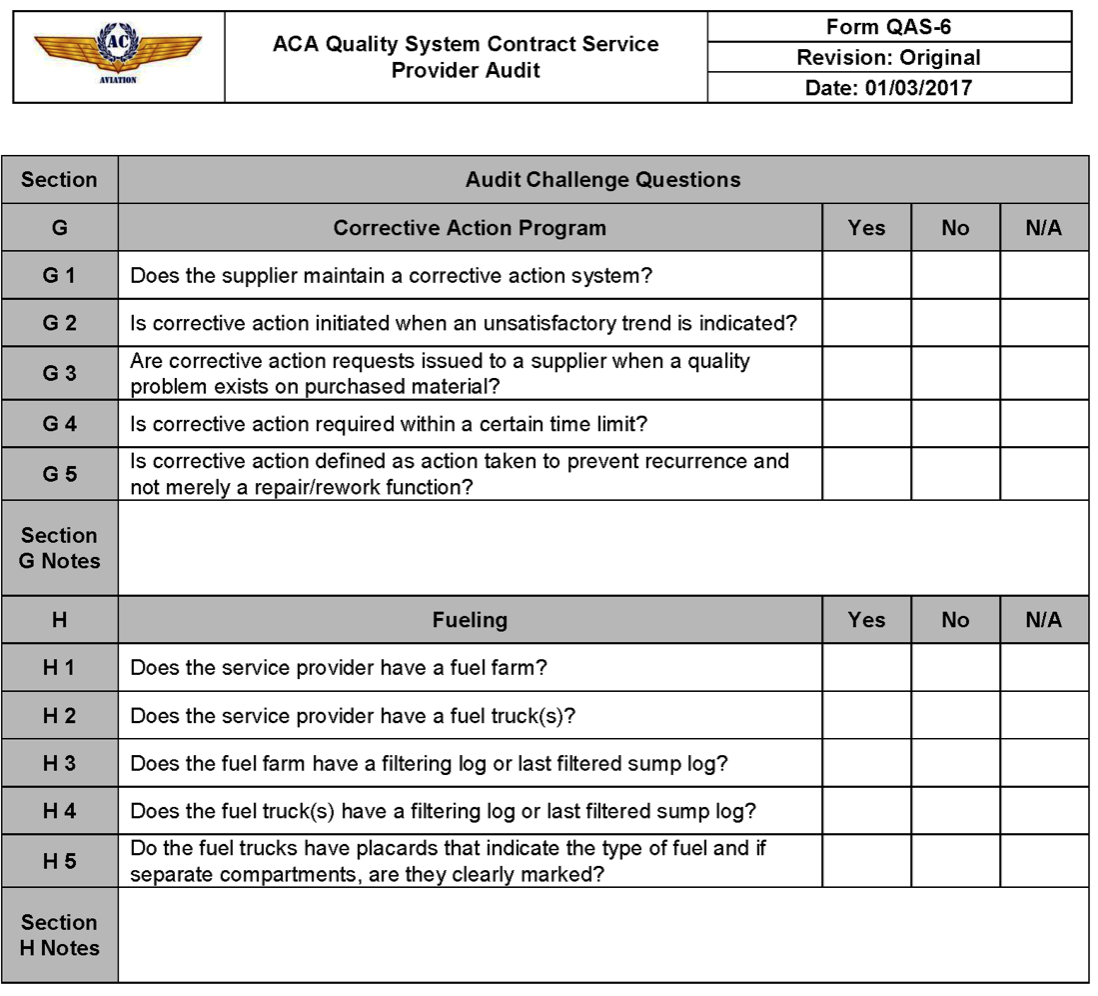 AC
AVIATION
ACA Quality System Contract Service
Provider Audit
Form QAS-6
Revision: Original
Date: 01/03/2017
Section Audit Challenge Questions
G Corrective Action Program Yes No N/A
G 1 Does the supplier maintain a corrective action system?
G 2 Is corrective action initiated when an unsatisfactory trend is indicated?
G 3 Are corrective action requests issued to a supplier when a quality
problem exists on purchased material?
G 4 Is corrective action required within a certain time limit?
G 5 Is corrective action defined as action taken to prevent recurrence and
not merely a repair/rework function?
Section
G Notes
H Fueling Yes No N/A
H 1 Does the service provider have a fuel farm?
H 2 Does the service provider have a fuel truck(s)?
H 3 Does the fuel farm have a filtering log or last filtered sump log?
H 4 Does the fuel truck(s) have a filtering log or last filtered sump log?
H 5 Do the fuel trucks have placards that indicate the type of fuel and if
separate compartments, are they clearly marked?
Section
H Notes